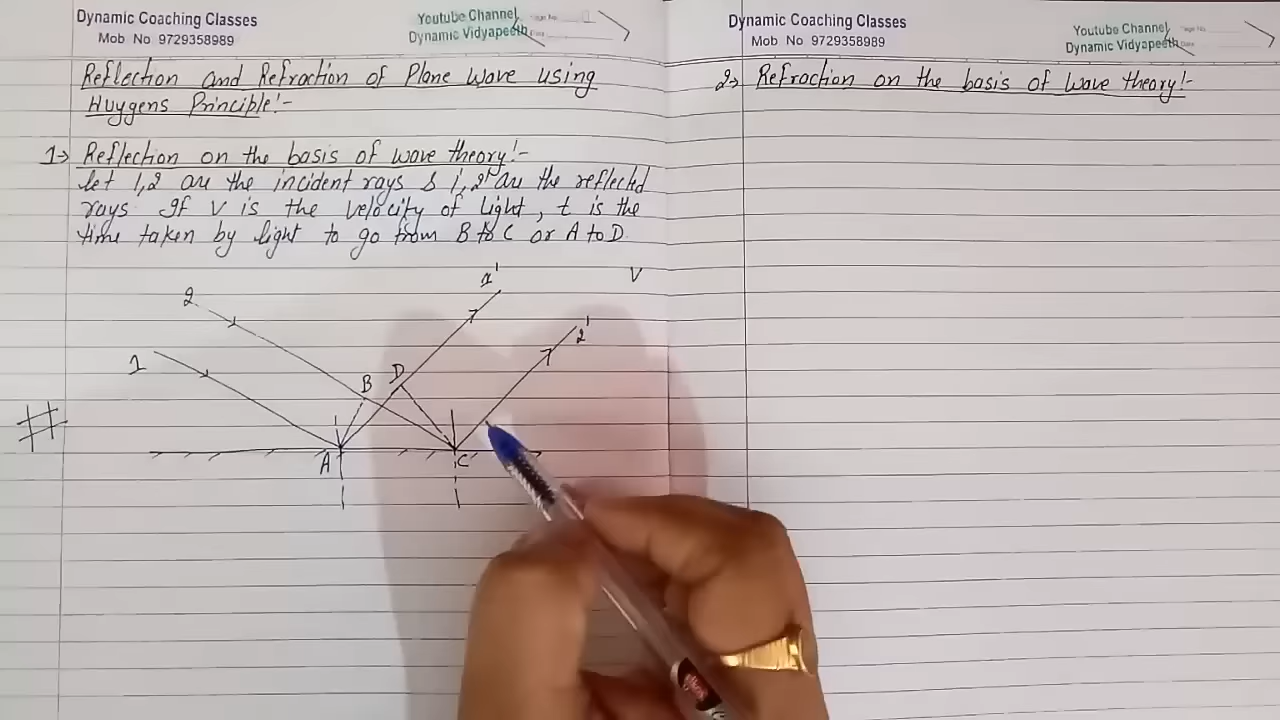 Dynamic Coaching Classes
Mob No 9729358989
Youtube Channel
Dynamic Vidyapeeth
Reflection and Refraction of Plane wave using
Huygens Principle!-
1→ Reflection on the basis of wave theory!-
let 1,2 are the incident rays & 1',2' are the reflected
rays. If V is the velocity of light, t is the
time taken by light to go from B to C or A to D
1'
V
2
2'
1
B
D
A
C
Dynamic Coaching Classes
Mob No 9729358989
Youtube Channel
Dynamic Vidyapeeth
2→ Refraction on the basis of wave theory!-